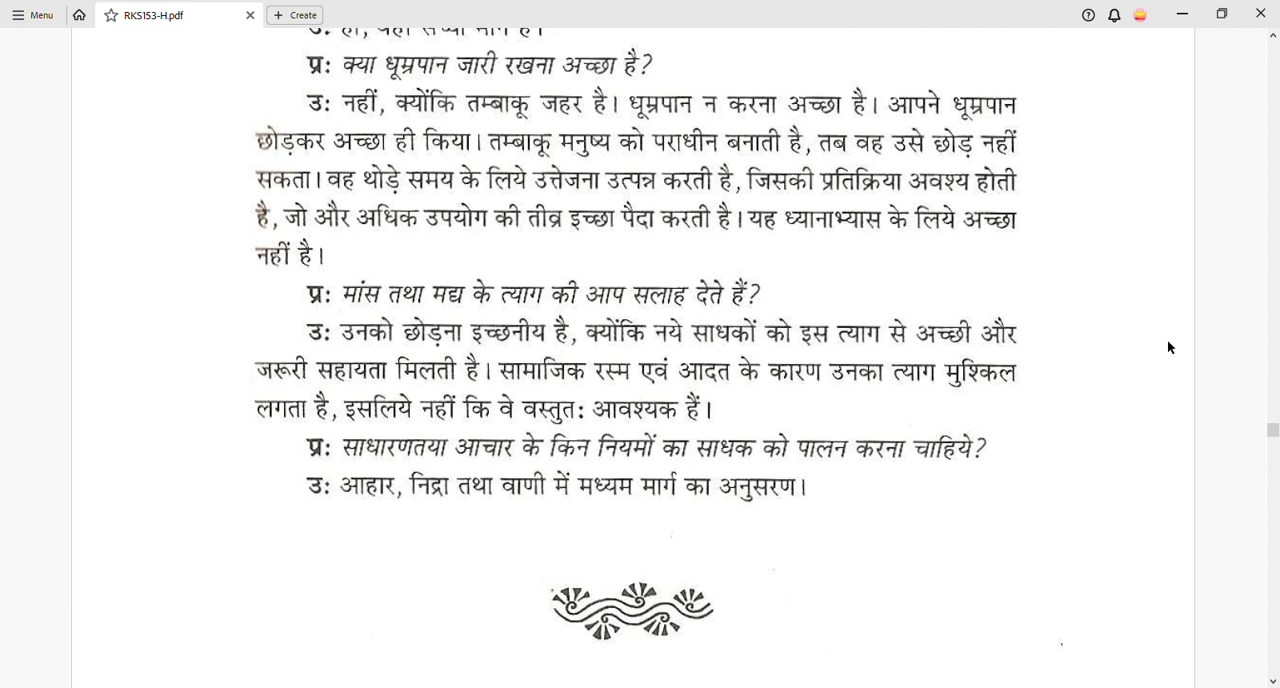 Menu
RKS153-H.pdf
Create
प्र: क्या धूम्रपान जारी रखना अच्छा है?
उ: नहीं, क्योंकि तम्बाकू जहर है। धूम्रपान न करना अच्छा है। आपने धूम्रपान
छोड़कर अच्छा ही किया। तम्बाकू मनुष्य को पराधीन बनाती है, तब वह उसे छोड़ नहीं
सकता। वह थोड़े समय के लिये उत्तेजना उत्पन्न करती है, जिसकी प्रतिक्रिया अवश्य होती
है, जो और अधिक उपयोग की तीव्र इच्छा पैदा करती है। यह ध्यानाभ्यास के लिये अच्छा
नहीं है।
प्र: मांस तथा मद्य के त्याग की आप सलाह देते हैं?
उ: उनको छोड़ना इच्छनीय है, क्योंकि नये साधकों को इस त्याग से अच्छी और
जरूरी सहायता मिलती है। सामाजिक रस्म एवं आदत के कारण उनका त्याग मुश्किल
लगता है, इसलिये नहीं कि वे वस्तुत: आवश्यक हैं।
प्र: साधारणतया आचार के किन नियमों का साधक को पालन करना चाहिये?
उ: आहार, निद्रा तथा वाणी में मध्यम मार्ग का अनुसरण।